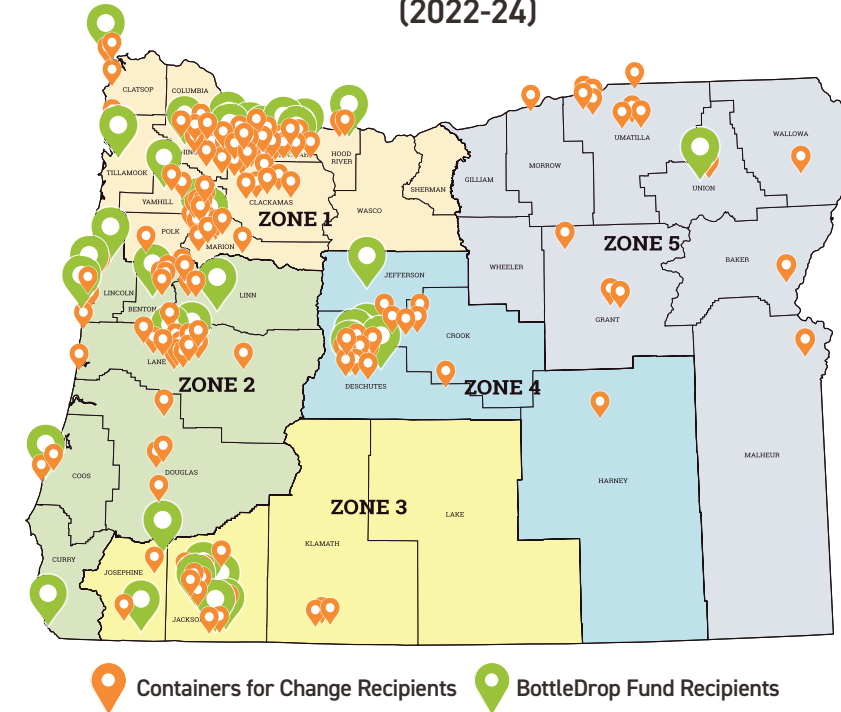 (2022-24)
CLATSOP
COLUMBIA
TILLAMOOK
HOOD
RIVER
WASCO
SHERMAN
GILLIAM
MORROW
UMATILLA
UNION
WALLOWA
YAMHILL
CLACKAMAS
ZONE 1
POLK
MARION
ZONE 5
WHEELER
BAKER
GRANT
LINCOLN
BENTON
LINN
JEFFERSON
CROOK
LANE
ZONE 2
DESCHUTES
ZONE 4
COOS
DOUGLAS
HARNEY
MALHEUR
ZONE 3
LAKE
KLAMATH
CURRY
JOSEPHINE
JACKSO
Containers for Change Recipients
BottleDrop Fund Recipients